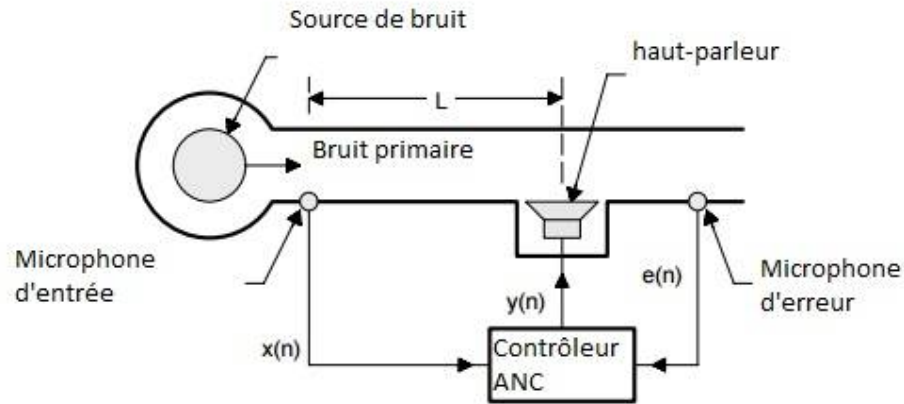 Source de bruit
haut-parleur
L
Bruit primaire
Microphone
d'entrée
e(n)
Microphone
d'erreur
y(n)
x(n)
Contrôleur
ANC